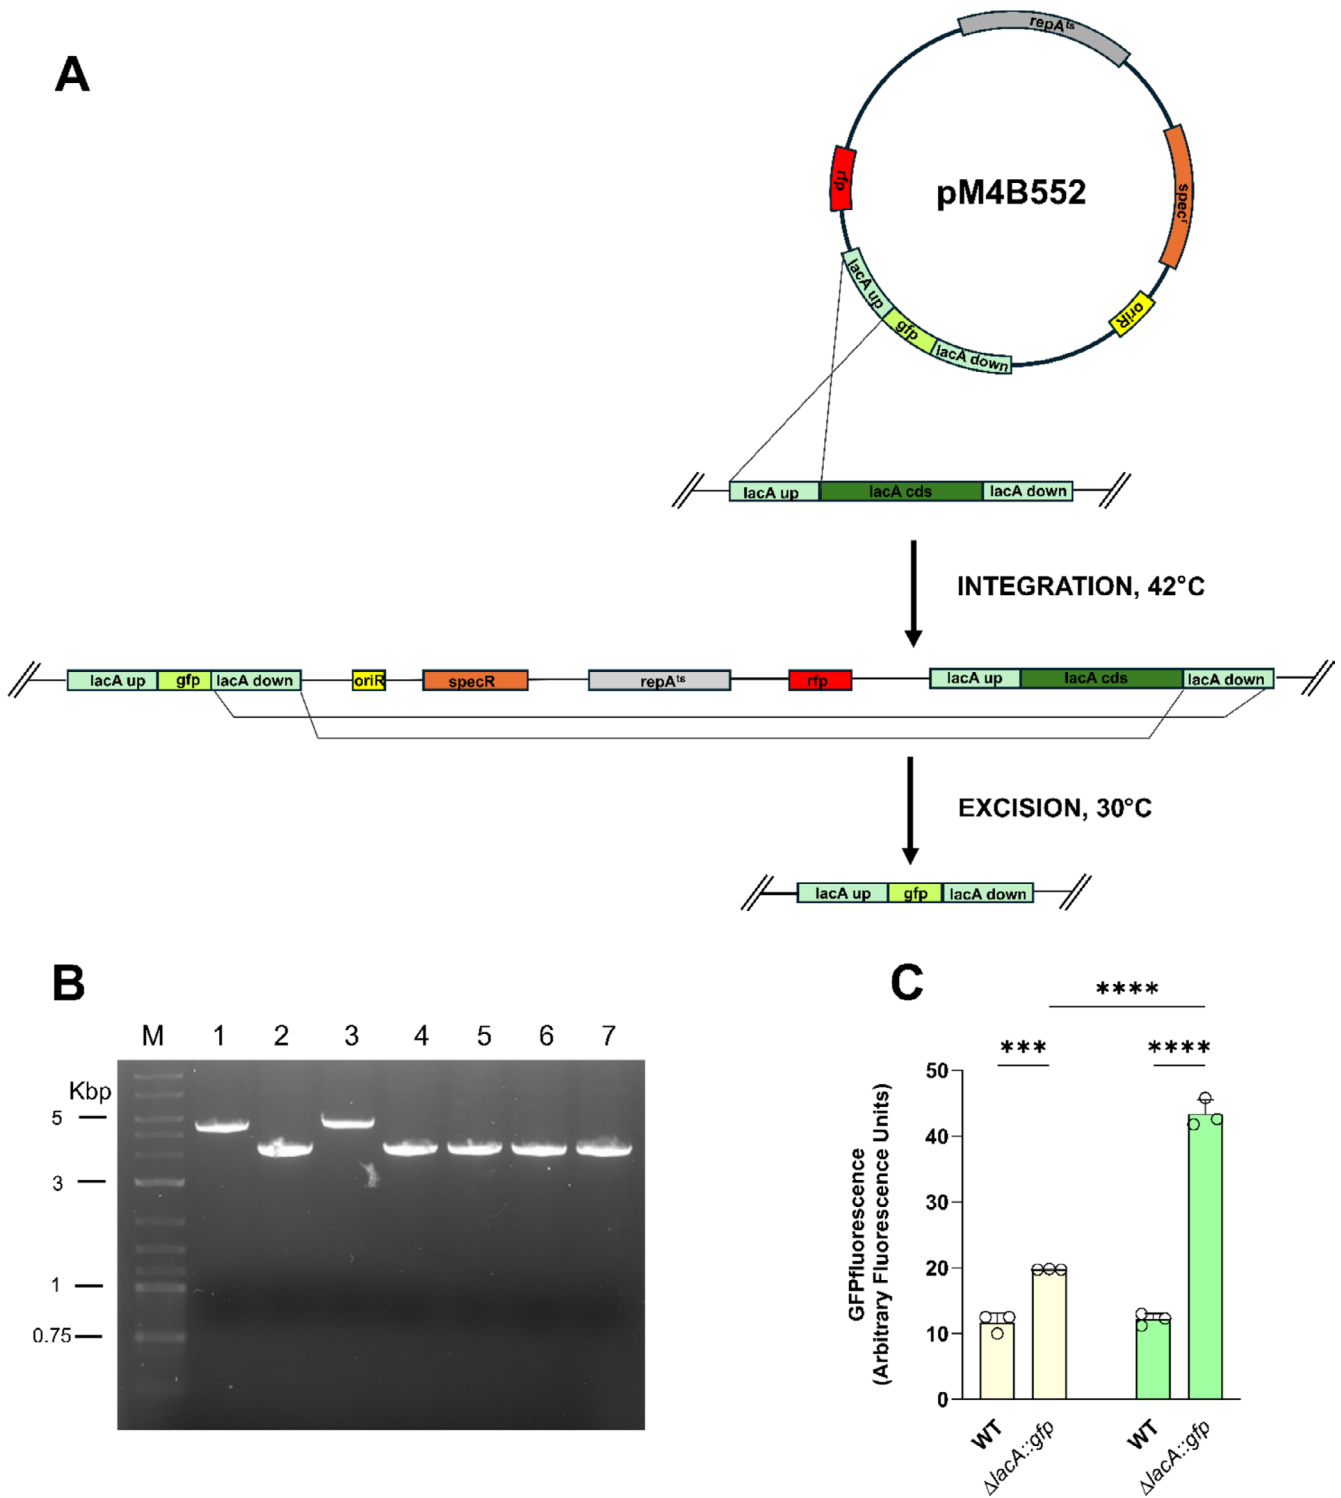 A
repAts
rfp
pM4B552
specr
lacA up
gfp
lacA down
oriR
lacA up
lacA cds
lacA down
INTEGRATION, 42°C
lacA up
gfp
lacA down
oriR
specR
repAts
rfp
lacA up
lacA cds
lacA down
EXCISION, 30°C
lacA up
gfp
lacA down
B
M 1 2 3 4 5 6 7
Kbp
5
3
1
0.75
C
****
*** ****
GFPfluorescence
(Arbitrary Fluorescence Units)
50
40
30
20
10
0
WT
ΔlacA::gfp
WT
ΔlacA::gfp